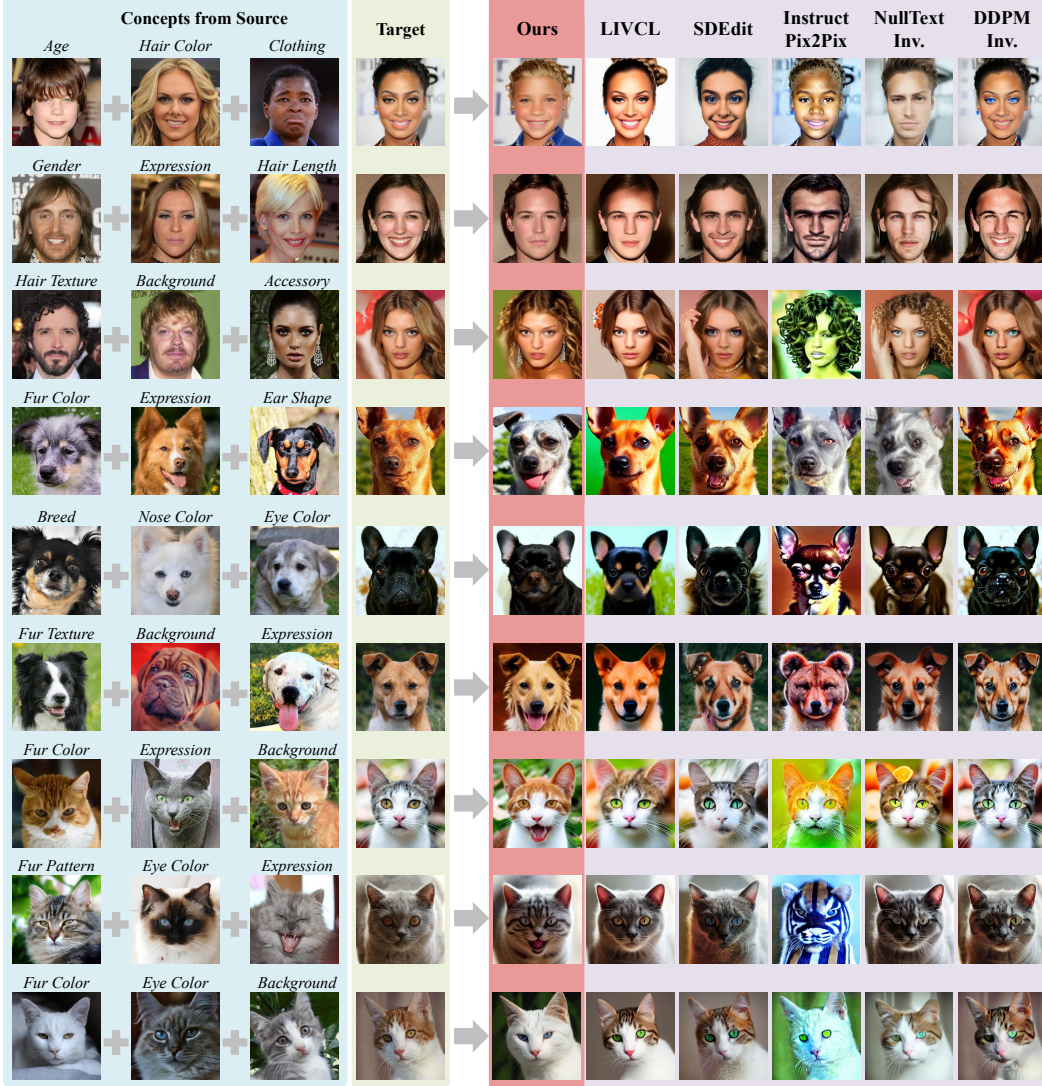 Concepts from Source
Target
Ours
LIVCL
SDEdit
Instruct
Pix2Pix
NullText
Inv.
DDPM
Inv.
Age
Hair Color
Clothing
Gender
Expression
Hair Length
Hair Texture
Background
Accessory
Fur Color
Expression
Ear Shape
Breed
Nose Color
Eye Color
Fur Texture
Background
Expression
Fur Color
Expression
Background
Fur Pattern
Eye Color
Expression
Fur Color
Eye Color
Background